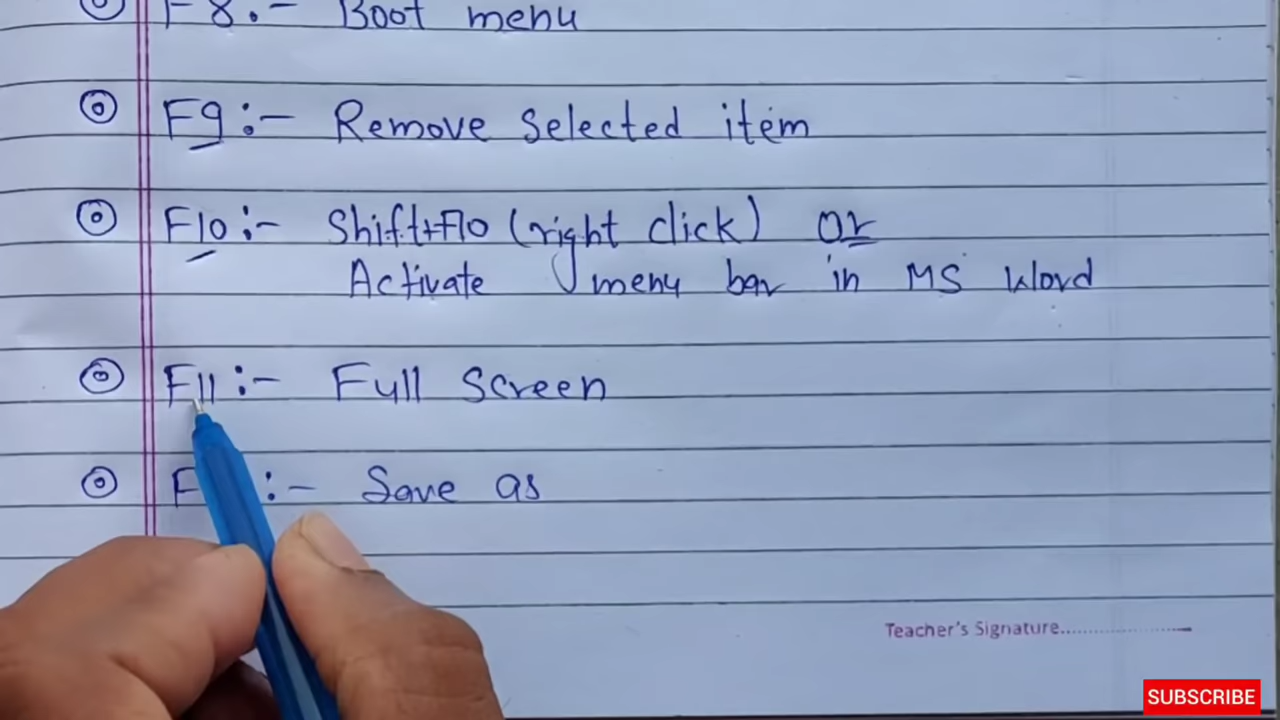 F8:- Boot menu
F9:- Remove Selected item
F10:- Shift+F10 (right click) Or
Activate menu bar in MS Word
F11:- Full Screen
F :- Save as
Teacher's Signature
SUBSCRIBE